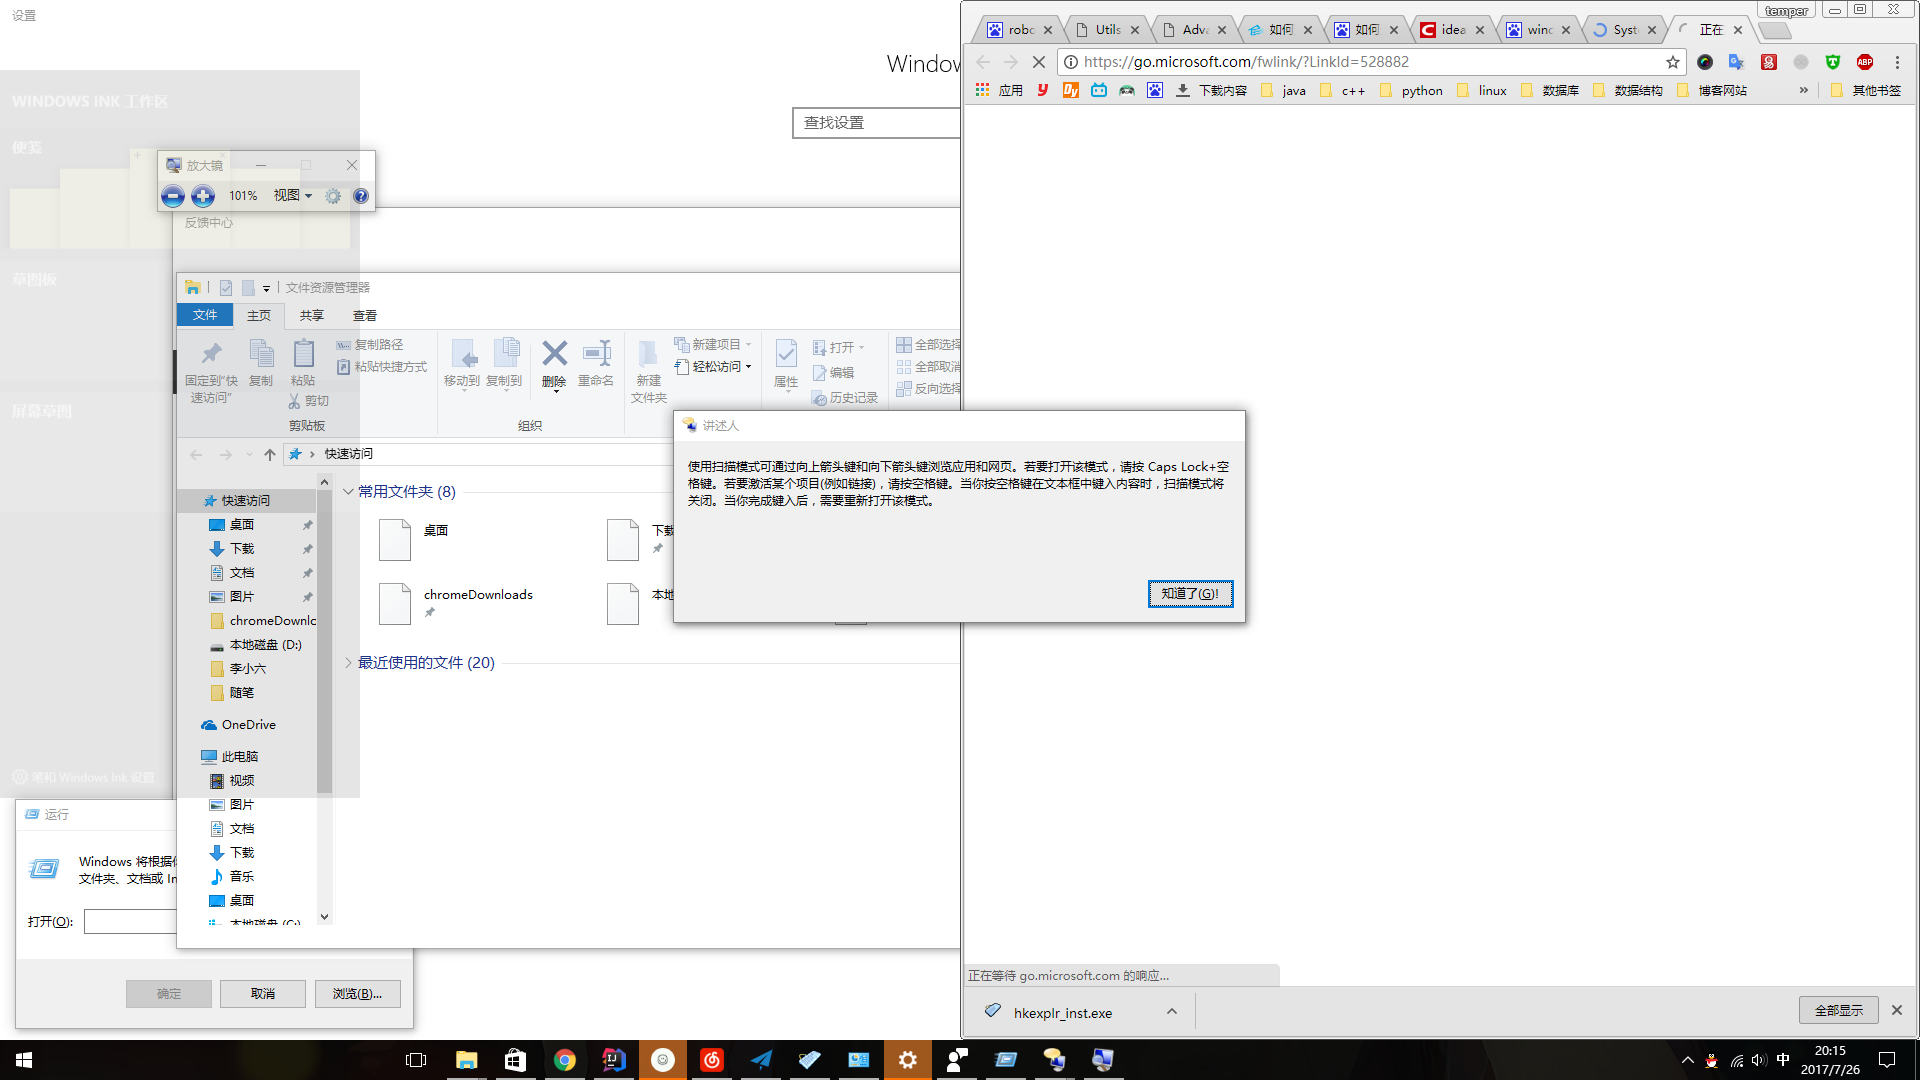 设置
Window
查找设置
WINDOWS INK 工作区
便笺
草图板
屏幕草图
笔和 Windows Ink 设置
放大镜
101%
视图
反馈中心
文件资源管理器
文件
主页
共享
查看
固定到"快
速访问"
复制
粘贴
复制路径
粘贴快捷方式
剪切
剪贴板
移动到
复制到
删除
重命名
组织
新建
文件夹
新建项目
轻松访问
属性
打开
编辑
历史记录
全部选择
全部取消
反向选择
快速访问
快速访问
桌面
下载
文档
图片
chromeDownlo
本地磁盘 (D:)
李小六
随笔
OneDrive
此电脑
视频
图片
文档
下载
音乐
桌面
本地磁盘 (C:)
常用文件夹 (8)
桌面
下载
chromeDownloads
本地
最近使用的文件 (20)
运行
Windows 将根据
文件夹、文档或 In
打开(O):
确定
取消
浏览(B)...
讲述人
使用扫描模式可通过向上箭头键和向下箭头键浏览应用和网页。若要打开该模式，请按 Caps Lock+空
格键。若要激活某个项目(例如链接)，请按空格键。当你按空格键在文本框中键入内容时，扫描模式将
关闭。当你完成键入后，需要重新打开该模式。
知道了(G)!
temper
robo
Utils
Adva
如何
如何
idea
winc
Syst
正在
https://go.microsoft.com/fwlink/?LinkId=528882
ABP
应用
下载内容
java
c++
python
linux
数据库
数据结构
博客网站
»
其他书签
正在等待 go.microsoft.com 的响应...
hkexplr_inst.exe
全部显示
中
20:15
2017/7/26